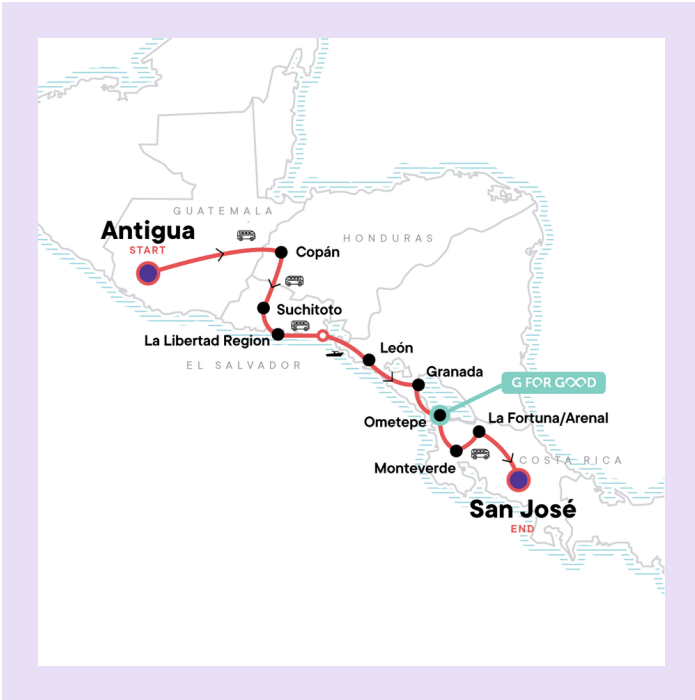 GUATEMALA
Antigua
START
HONDURAS
Copán
Suchitoto
La Libertad Region
EL SALVADOR
León
Granada
G FOR GOOD
Ometepe
La Fortuna/Arenal
Monteverde
COSTA RICA
San José
END